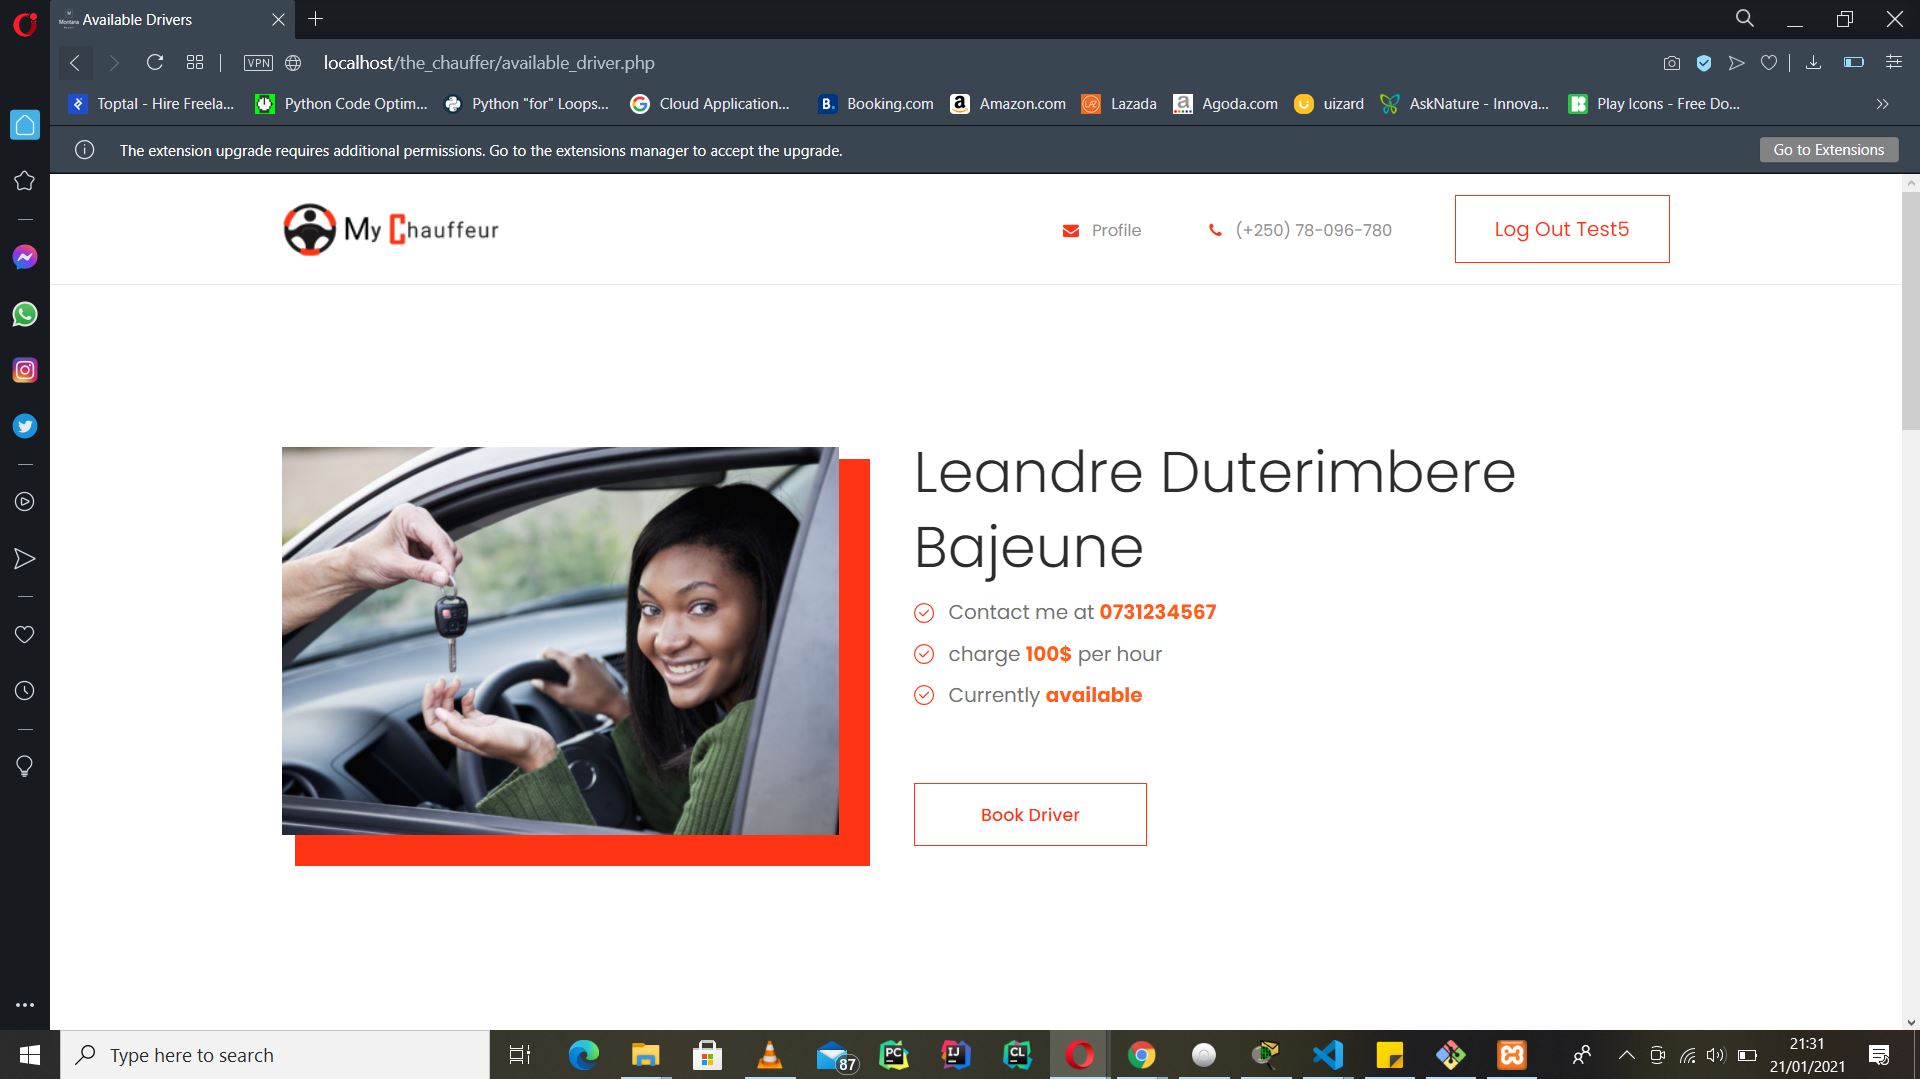 Available Drivers
VPN
localhost/the_chauffer/available_driver.php
Toptal - Hire Freela...
Python Code Optim...
Python "for" Loops...
Cloud Application...
B.
Booking.com
a
Amazon.com
Lazada
a
Agoda.com
uizard
AskNature - Innova...
Play Icons - Free Do...
The extension upgrade requires additional permissions. Go to the extensions manager to accept the upgrade.
Go to Extensions
My Chauffeur
Profile
(+250) 78-096-780
Log Out Test5
Leandre Duterimbere
Bajeune
Contact me at 0731234567
charge 100$ per hour
Currently available
Book Driver
Type here to search
87
PC
IJ
CL
21:31
21/01/2021